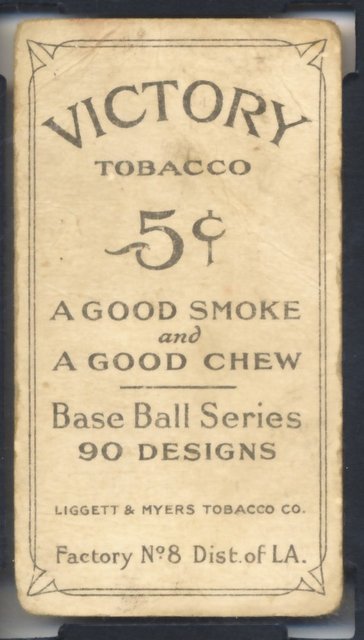 VICTORY
TOBACCO
5¢
A GOOD SMOKE
and
A GOOD CHEW
Base Ball Series
90 DESIGNS
LIGGETT & MYERS TOBACCO CO.
Factory Nº 8 Dist. of LA.